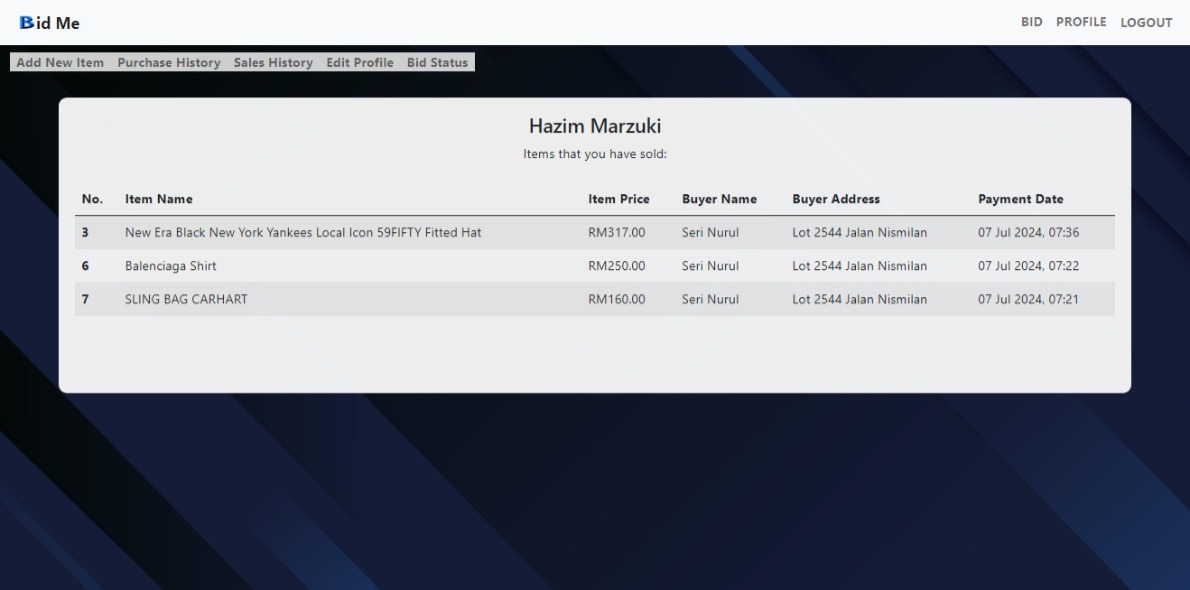 Bid Me BID PROFILE LOGOUT
Add New Item Purchase History Sales History Edit Profile Bid Status
Hazim Marzuki
Items that you have sold:
No. Item Name Item Price Buyer Name Buyer Address Payment Date
3 New Era Black New York Yankees Local Icon 59FIFTY Fitted Hat RM317.00 Seri Nurul Lot 2544 Jalan Nismilan 07 Jul 2024, 07:36
6 Balenciaga Shirt RM250.00 Seri Nurul Lot 2544 Jalan Nismilan 07 Jul 2024, 07:22
7 SLING BAG CARHART RM160.00 Seri Nurul Lot 2544 Jalan Nismilan 07 Jul 2024, 07:21